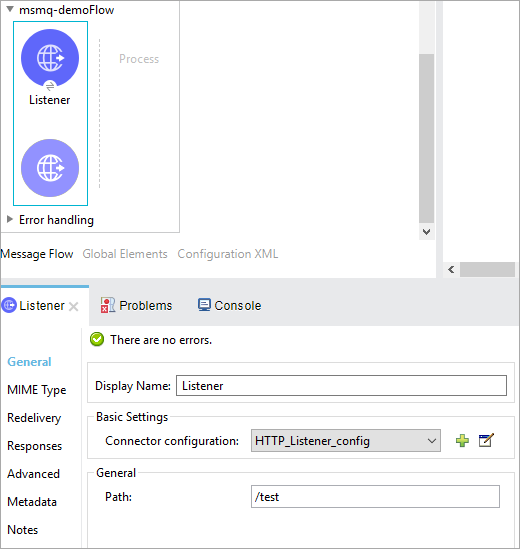 msmq-demoFlow
Process
Listener
Error handling
Message Flow Global Elements Configuration XML
Listener Problems Console
There are no errors.
General
MIME Type
Redelivery
Responses
Advanced
Metadata
Notes
Display Name: Listener
Basic Settings
Connector configuration: HTTP_Listener_config
General
Path: /test